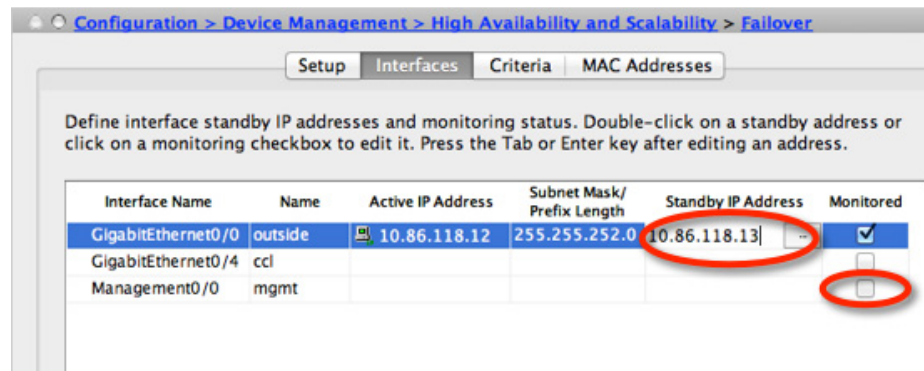 Configuration > Device Management > High Availability and Scalability > Failover
Setup Interfaces Criteria MAC Addresses
Define interface standby IP addresses and monitoring status. Double-click on a standby address or
click on a monitoring checkbox to edit it. Press the Tab or Enter key after editing an address.
Interface Name Name Active IP Address Subnet Mask/ Prefix Length Standby IP Address Monitored
GigabitEthernet0/0 outside 10.86.118.12 255.255.252.0 10.86.118.13 ...
GigabitEthernet0/4 ccl
Management0/0 mgmt